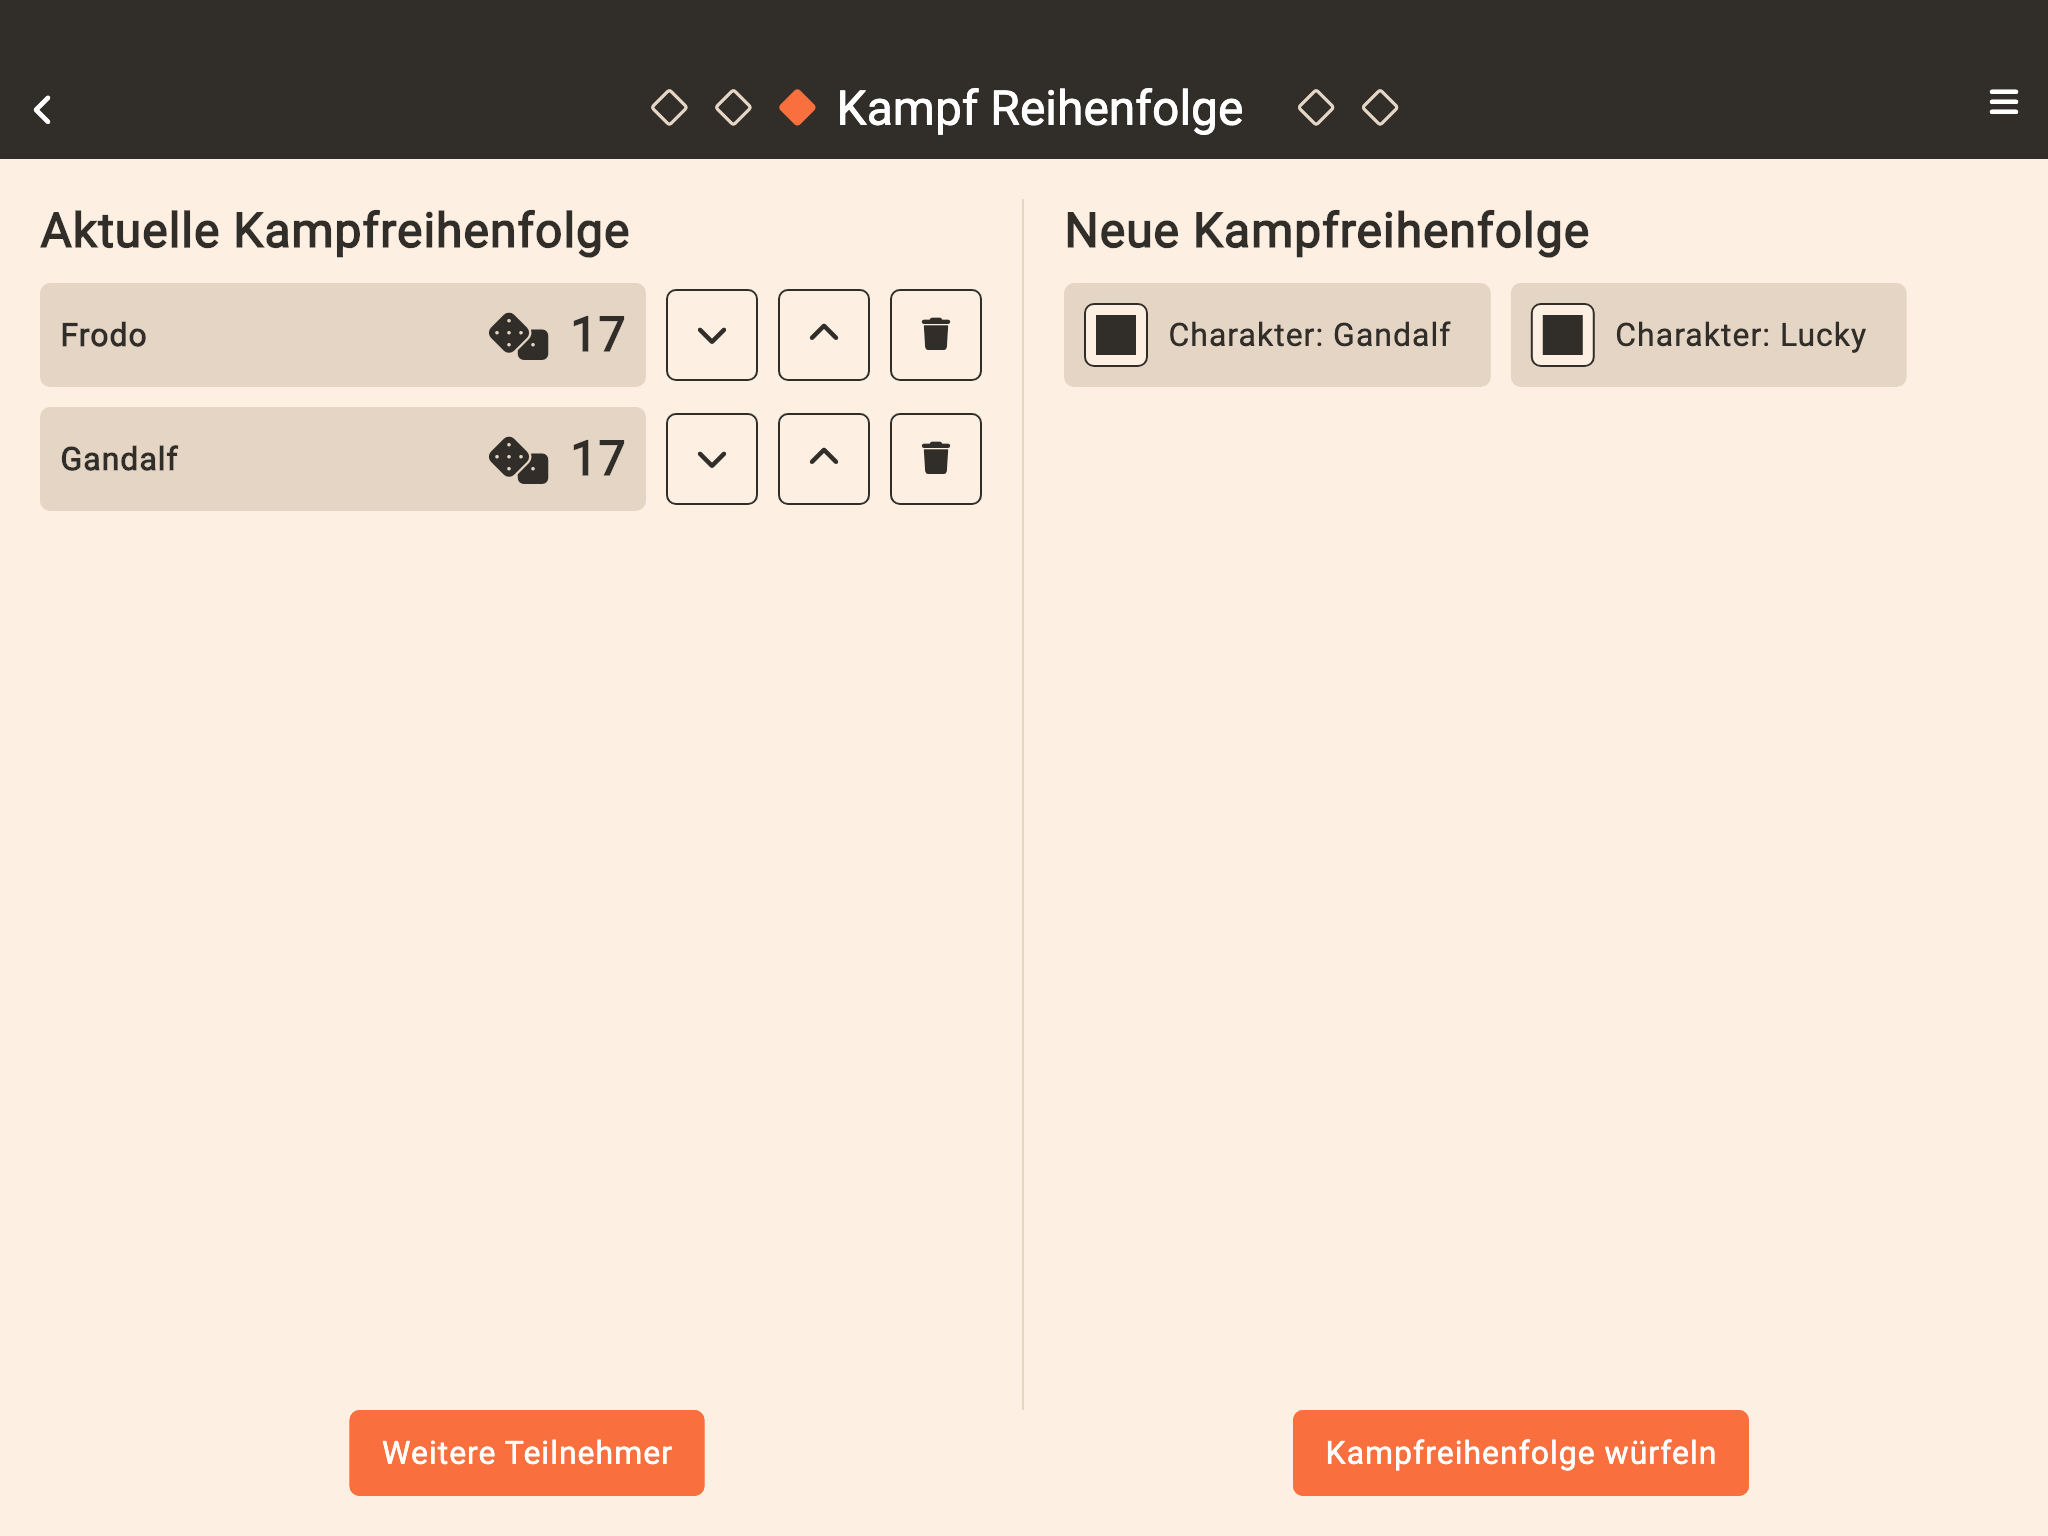 Kampf Reihenfolge
Aktuelle Kampfreihenfolge
Frodo 17
Gandalf 17
Weitere Teilnehmer
Neue Kampfreihenfolge
Charakter: Gandalf
Charakter: Lucky
Kampfreihenfolge würfeln